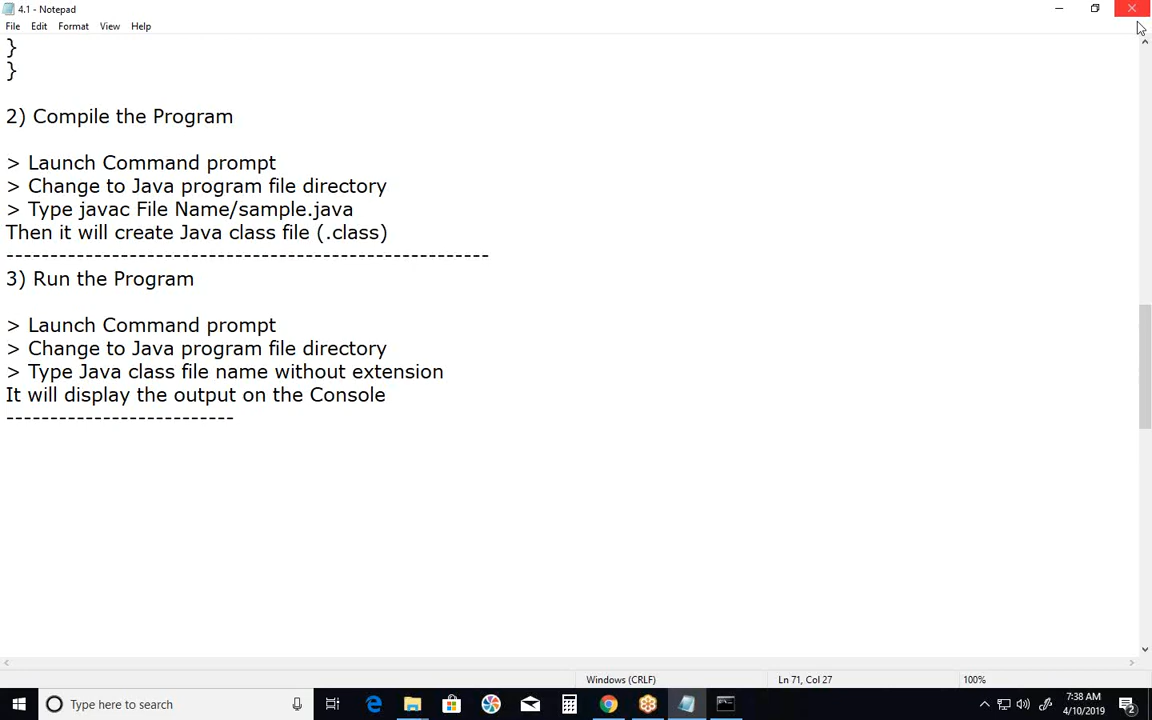 4.1 - Notepad
File Edit Format View Help
}
}
2) Compile the Program
> Launch Command prompt
> Change to Java program file directory
> Type javac File Name/sample.java
Then it will create Java class file (.class)
------------------------------------------------------
3) Run the Program
> Launch Command prompt
> Change to Java program file directory
> Type Java class file name without extension
It will display the output on the Console
--------------------------
Windows (CRLF) Ln 71, Col 27 100%
Type here to search
7:38 AM
4/10/2019
2